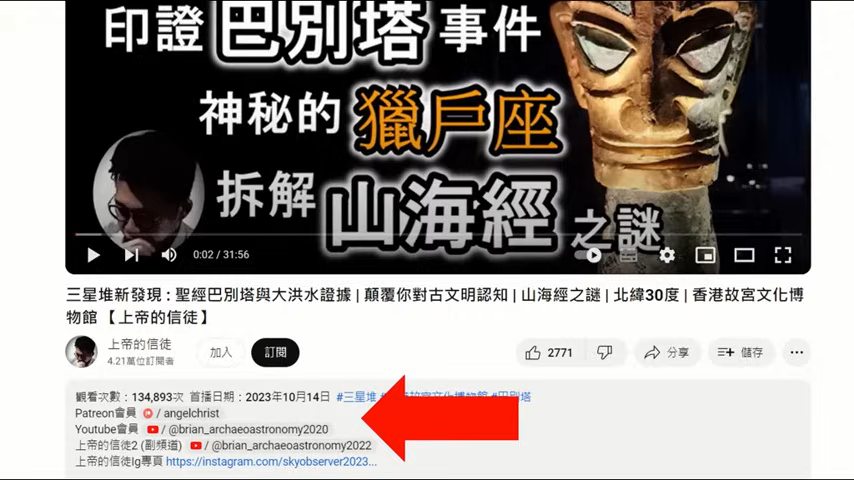 印證巴別塔事件
神秘的獵戶座
拆解山海經之謎
0:02 / 31:56
三星堆新發現 : 聖經巴別塔與大洪水證據 | 顛覆你對古文明認知 | 山海經之謎 | 北緯30度 | 香港故宮文化博
物館 【上帝的信徒】
上帝的信徒
4.21萬位訂閱者
加入
訂閱
2771
分享
儲存
觀看次數：134,893次 首播日期：2023年10月14日 #三星堆 #巴別塔
Patreon會員 / angelchrist
Youtube會員 / @brian_archaeoastronomy2020
上帝的信徒2 (副頻道) / @brian_archaeoastronomy2022
上帝的信徒Ig專頁 https://instagram.com/skyobserver2023...